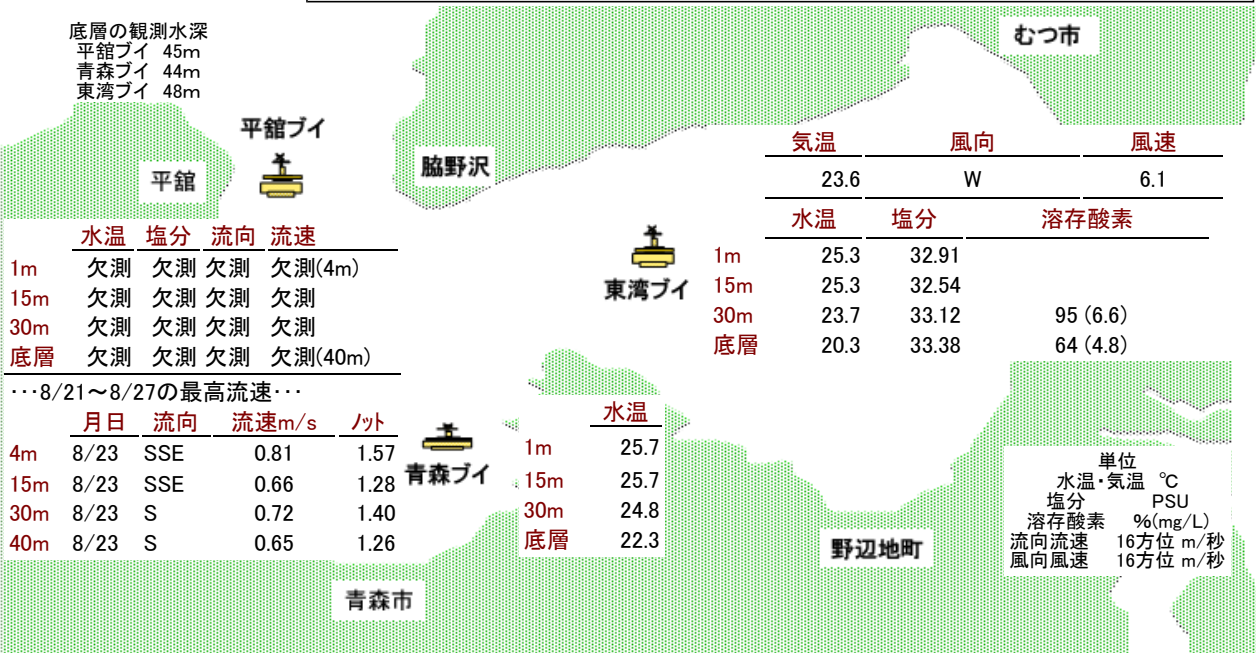 底層の観測水深
平舘ブイ 45m
青森ブイ 44m
東湾ブイ 48m
むつ市
平舘ブイ
平舘
脇野沢
気温 風向 風速
23.6 W 6.1
水温 塩分 溶存酸素
1m 25.3 32.91
15m 25.3 32.54
30m 23.7 33.12 95 (6.6)
底層 20.3 33.38 64 (4.8)
東湾ブイ
水温 塩分 流向 流速
1m 欠測 欠測 欠測 欠測(4m)
15m 欠測 欠測 欠測 欠測
30m 欠測 欠測 欠測 欠測
底層 欠測 欠測 欠測 欠測(40m)
･･･8/21～8/27の最高流速･･･
月日 流向 流速m/s ノット
4m 8/23 SSE 0.81 1.57
15m 8/23 SSE 0.66 1.28
30m 8/23 S 0.72 1.40
40m 8/23 S 0.65 1.26
青森ブイ
水温
1m 25.7
15m 25.7
30m 24.8
底層 22.3
単位
水温･気温 ℃
塩分 PSU
溶存酸素 %(mg/L)
流向流速 16方位 m/秒
風向風速 16方位 m/秒
野辺地町
青森市